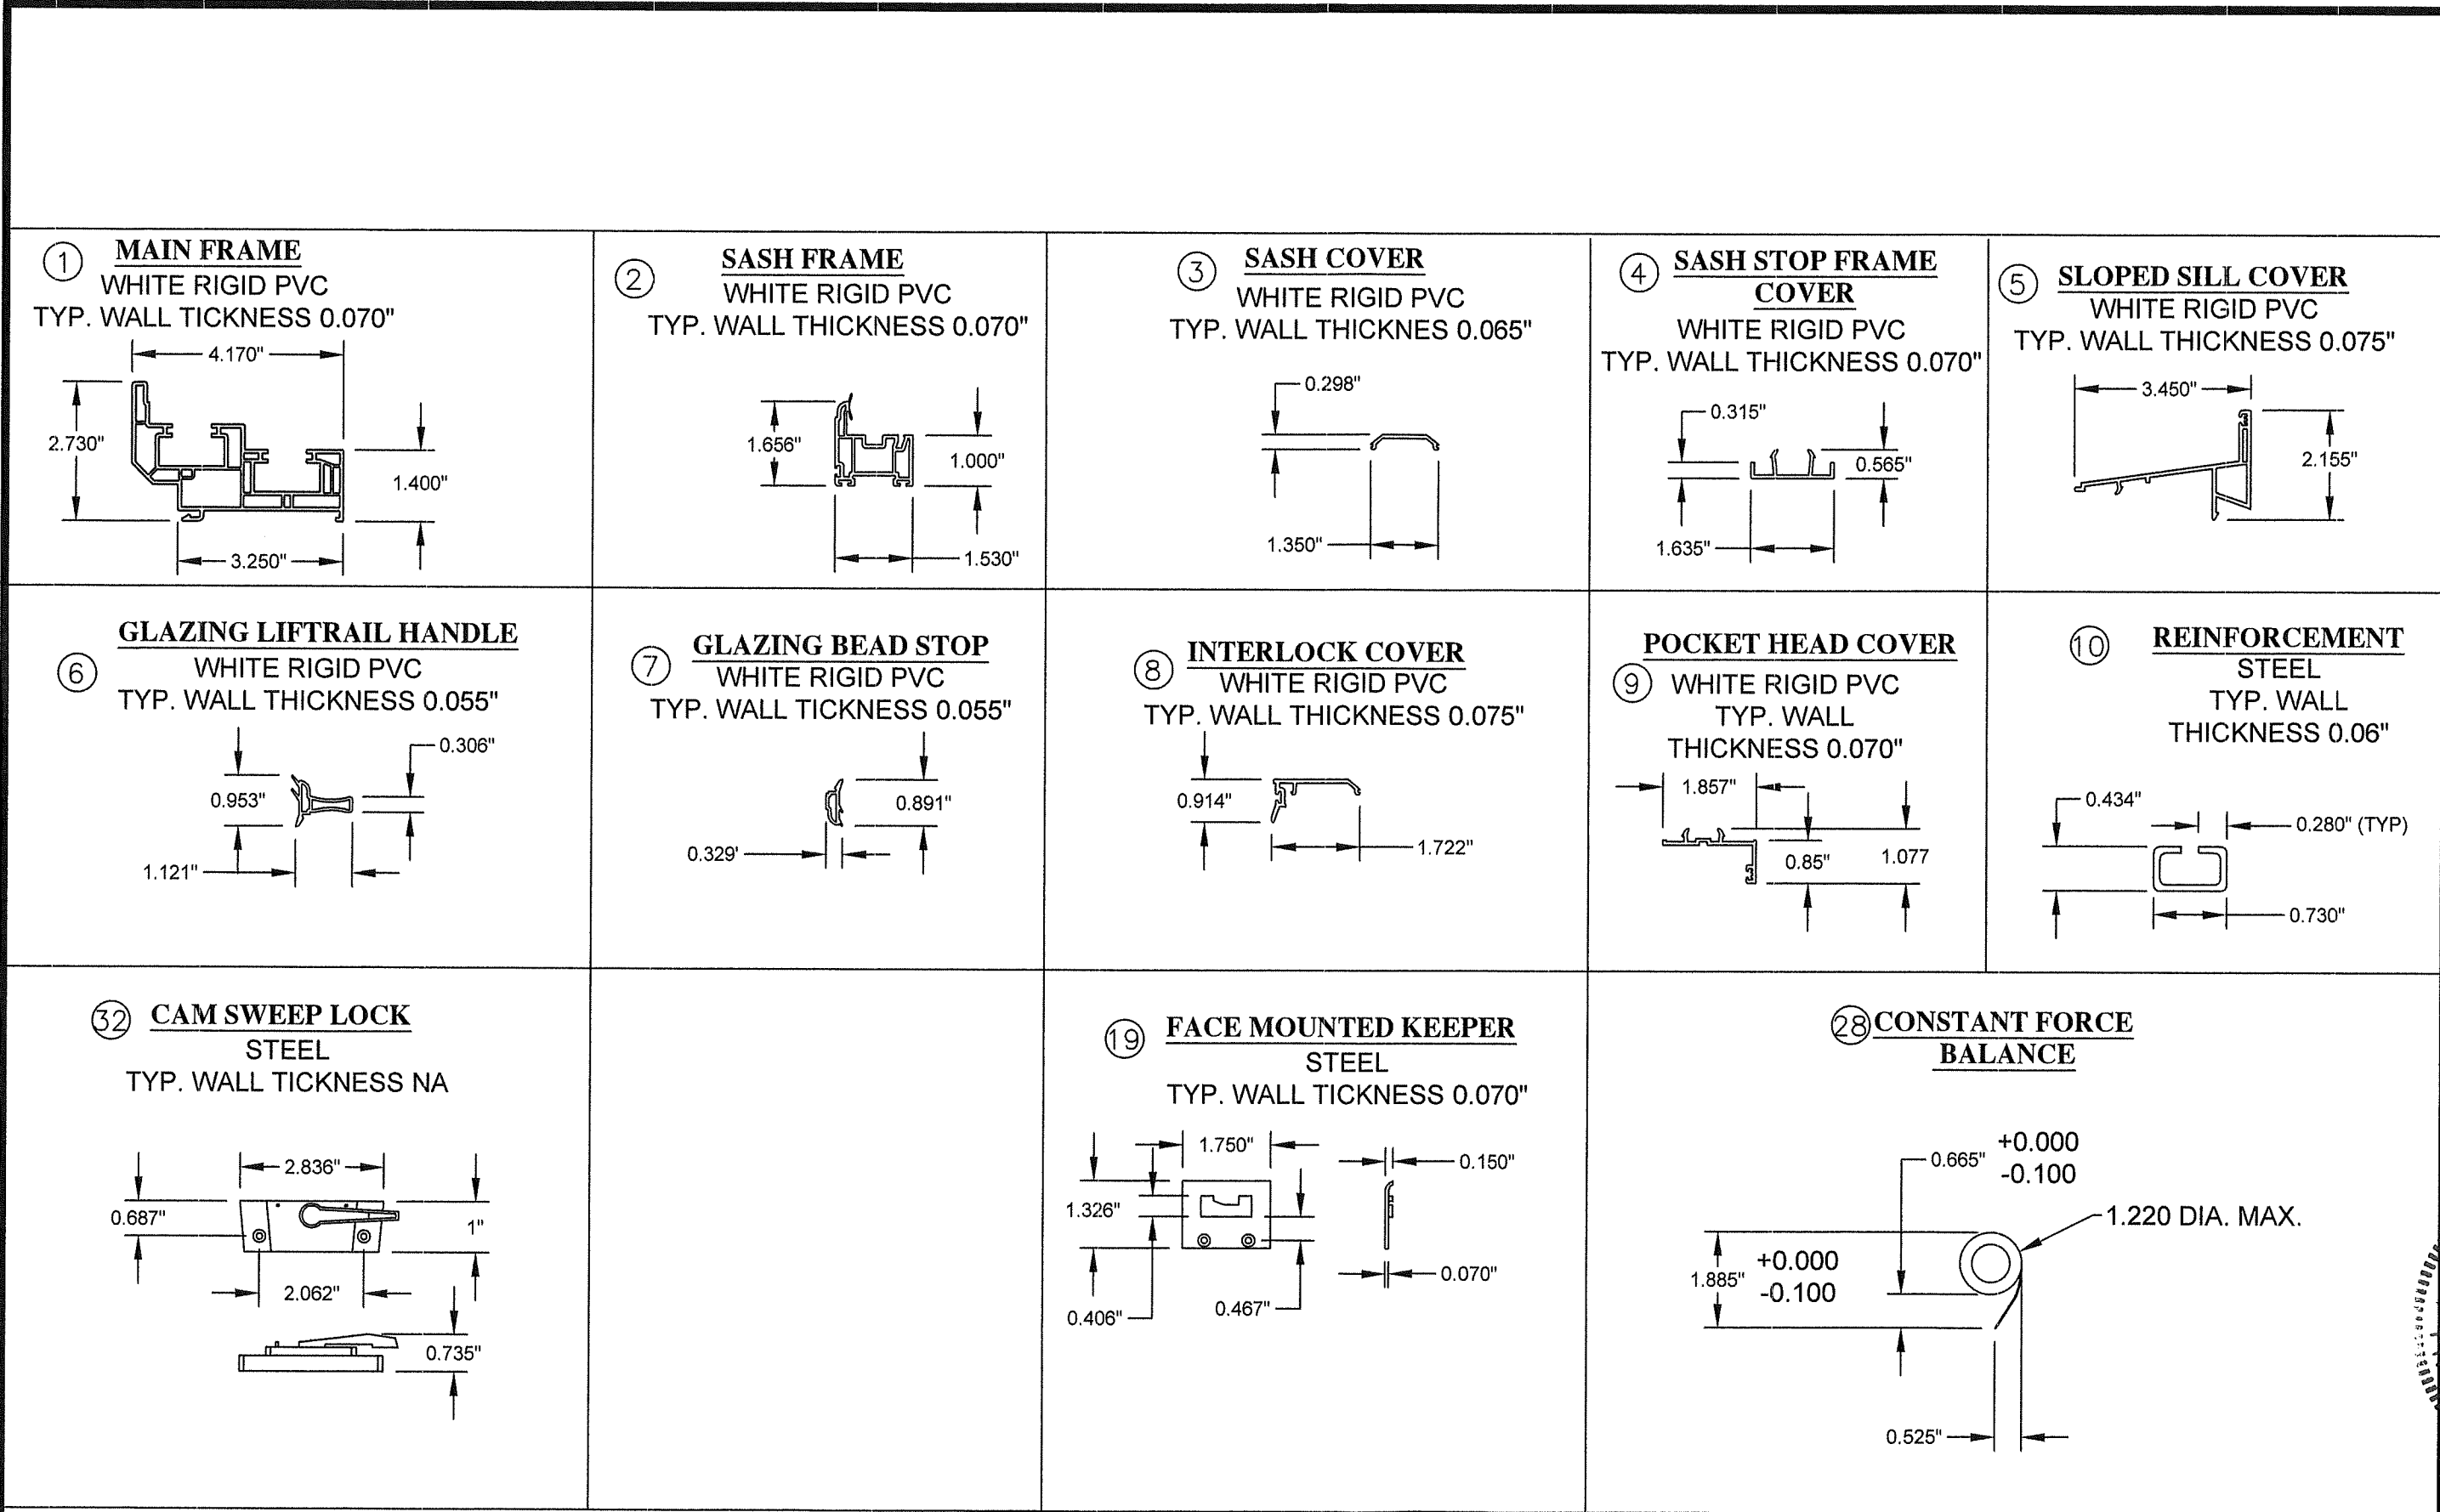 1
MAIN FRAME
WHITE RIGID PVC
TYP. WALL TICKNESS 0.070"
4.170"
2.730"
1.400"
3.250"
2
SASH FRAME
WHITE RIGID PVC
TYP. WALL THICKNESS 0.070"
1.656"
1.000"
1.530"
3
SASH COVER
WHITE RIGID PVC
TYP. WALL THICKNES 0.065"
0.298"
1.350"
4
SASH STOP FRAME
COVER
WHITE RIGID PVC
TYP. WALL THICKNESS 0.070"
0.315"
0.565"
1.635"
5
SLOPED SILL COVER
WHITE RIGID PVC
TYP. WALL THICKNESS 0.075"
3.450"
2.155"
6
GLAZING LIFTRAIL HANDLE
WHITE RIGID PVC
TYP. WALL THICKNESS 0.055"
0.306"
0.953"
1.121"
7
GLAZING BEAD STOP
WHITE RIGID PVC
TYP. WALL TICKNESS 0.055"
0.891"
0.329'
8
INTERLOCK COVER
WHITE RIGID PVC
TYP. WALL THICKNESS 0.075"
0.914"
1.722"
9
POCKET HEAD COVER
WHITE RIGID PVC
TYP. WALL
THICKNESS 0.070"
1.857"
0.85"
1.077
10
REINFORCEMENT
STEEL
TYP. WALL
THICKNESS 0.06"
0.434"
0.280" (TYP)
0.730"
32
CAM SWEEP LOCK
STEEL
TYP. WALL TICKNESS NA
2.836"
0.687"
1"
2.062"
0.735"
19
FACE MOUNTED KEEPER
STEEL
TYP. WALL TICKNESS 0.070"
1.750"
0.150"
1.326"
0.070"
0.406"
0.467"
28
CONSTANT FORCE
BALANCE
0.665" +0.000
-0.100
1.220 DIA. MAX.
1.885" +0.000
-0.100
0.525"